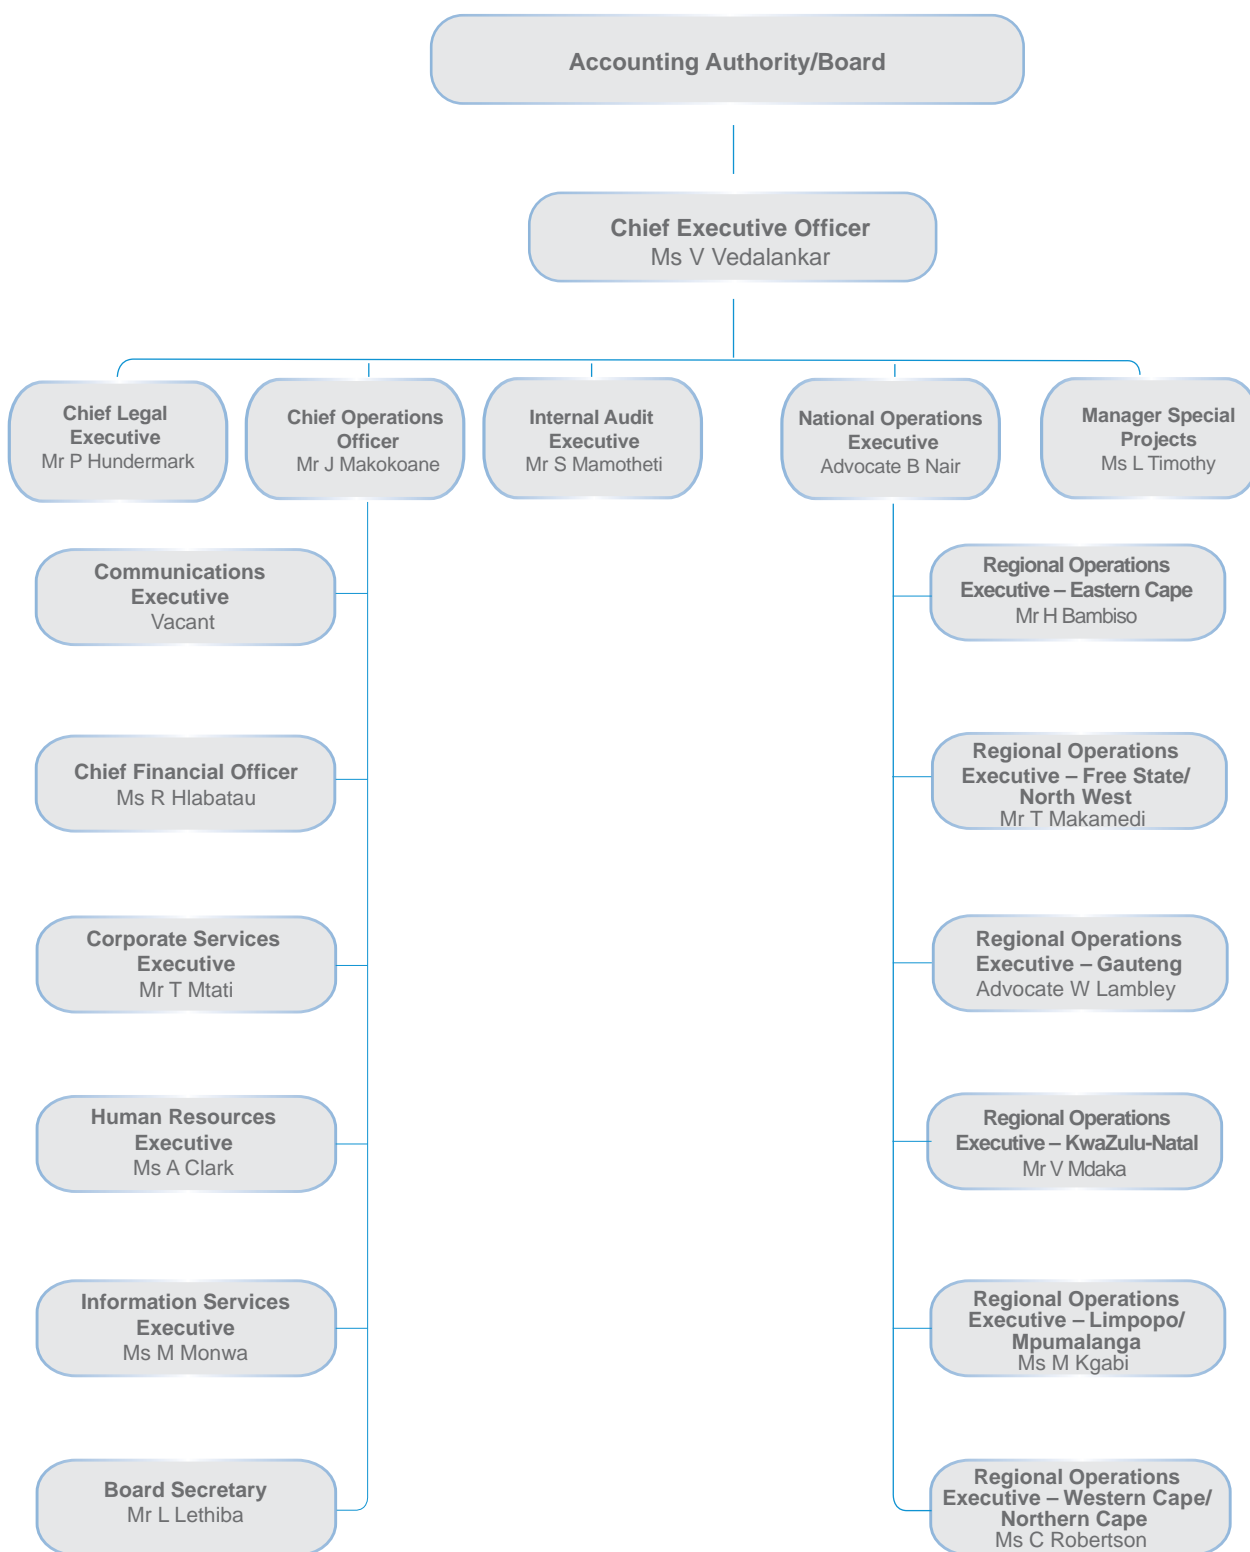 Accounting Authority/Board
Chief Executive Officer
Ms V Vedalankar
Chief Legal
Executive
Mr P Hundermark
Chief Operations
Officer
Mr J Makokoane
Internal Audit
Executive
Mr S Mamotheti
National Operations
Executive
Advocate B Nair
Manager Special
Projects
Ms L Timothy
Communications
Executive
Vacant
Chief Financial Officer
Ms R Hlabatau
Corporate Services
Executive
Mr T Mtati
Human Resources
Executive
Ms A Clark
Information Services
Executive
Ms M Monwa
Board Secretary
Mr L Lethiba
Regional Operations
Executive – Eastern Cape
Mr H Bambiso
Regional Operations
Executive – Free State/
North West
Mr T Makamedi
Regional Operations
Executive – Gauteng
Advocate W Lambley
Regional Operations
Executive – KwaZulu-Natal
Mr V Mdaka
Regional Operations
Executive – Limpopo/
Mpumalanga
Ms M Kgabi
Regional Operations
Executive – Western Cape/
Northern Cape
Ms C Robertson